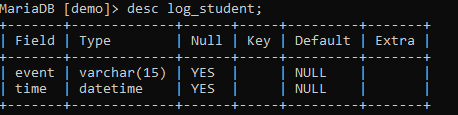 MariaDB [demo]> desc log_student;
+-------+-------------+------+-----+---------+-------+
| Field | Type        | Null | Key | Default | Extra |
+-------+-------------+------+-----+---------+-------+
| event | varchar(15) | YES  |     | NULL    |       |
| time  | datetime    | YES  |     | NULL    |       |
+-------+-------------+------+-----+---------+-------+